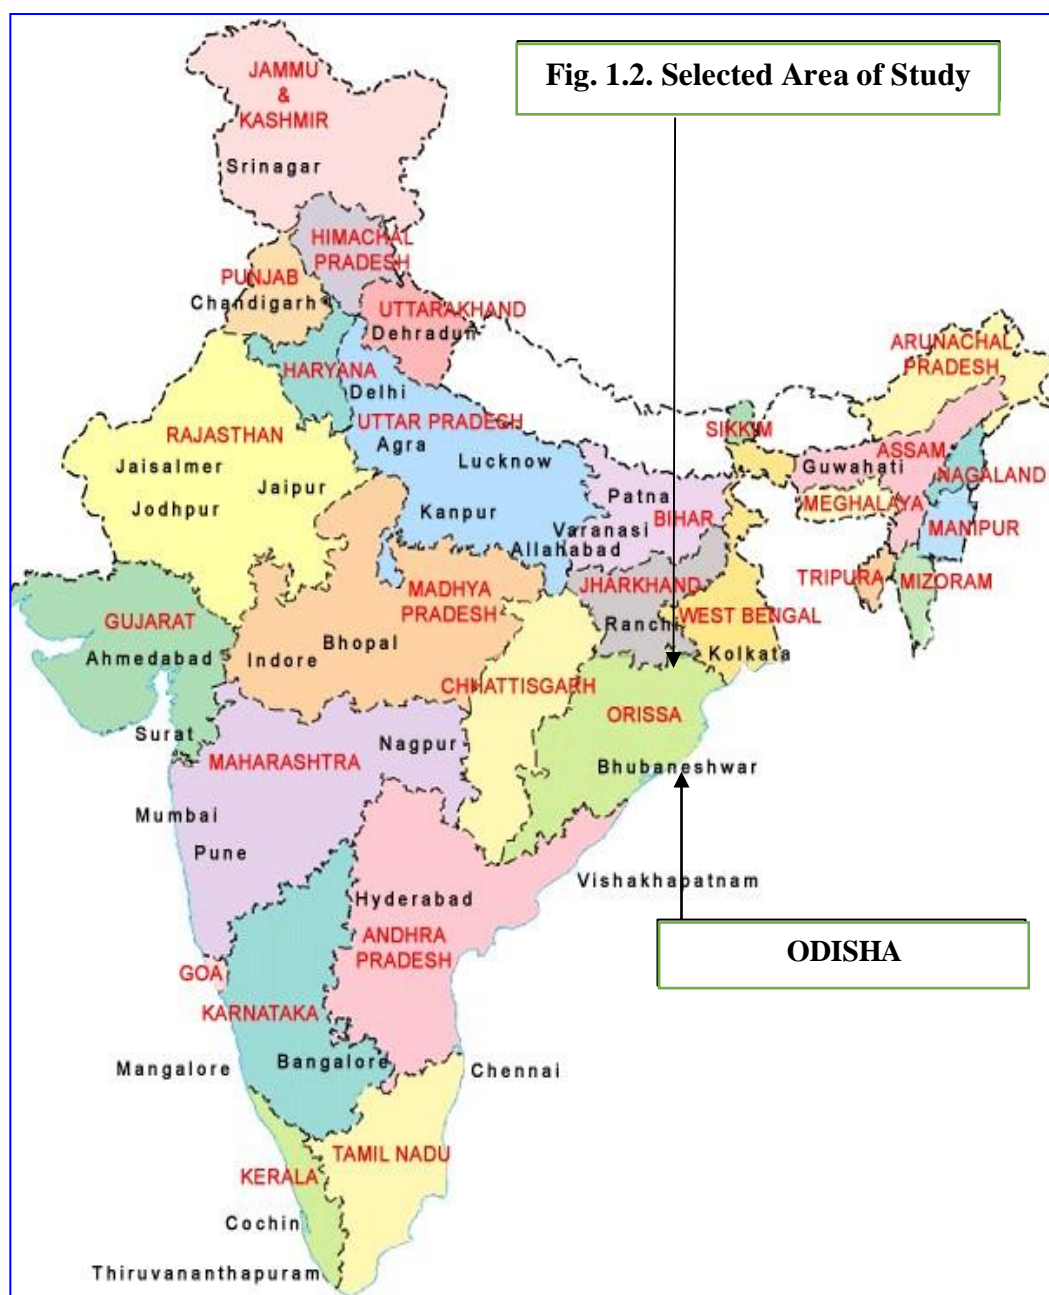 Fig. 1.2. Selected Area of Study
JAMMU
&
KASHMIR
Srinagar
HIMACHAL
PRADESH
PUNJAB
Chandigarh
UTTARAKHAND
Dehradun
ARUNACHAL
PRADESH
HARYANA
Delhi
UTTAR PRADEGH
SIKKIM
RAJASTHAN
Agra
Lucknow
ASSAM
Jaisalmer
Guwahati
NAGALAND
Jaipur
Jodhpur
Kanpur
Patna
MEGHALAYA
BIHAR
Varanasi
MANIPUR
Allahabad
TRIPURA
MIZORAM
MADHYA
PRADESH
JHARKHAND
GUJARAT
Ranchi
WEST BENGAL
Ahmedabad
Indore
Bhopal
Kolkata
CHHATTISGARH
ORISSA
Surat
Nagpur
MAHARASHTRA
Bhubaneshwar
Mumbai
Pune
Vishakhapatnam
Hyderabad
ANDHRA
PRADESH
ODISHA
GOA
KARNATAKA
Mangalore
Bangalore
Chennai
TAMIL NADU
KERALA
Cochin
Thiruvananthapuram